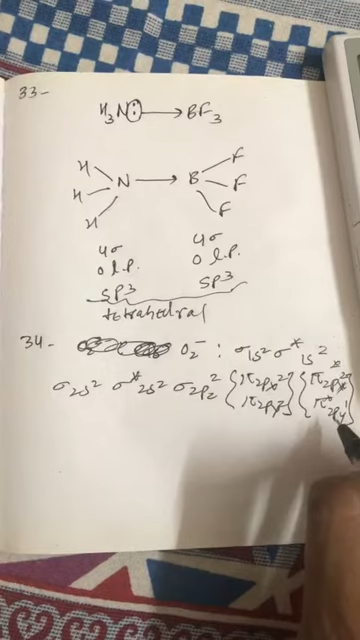 33-
H₃N: → BF₃
H
H
H
N → B
F
F
F
4σ
0 l.p.
SP³
4σ
0 l.p.
SP³
tetrahedral
34-
O₂⁻ : σ1s² σ*1s²
σ2s² σ*2s² σ2pz² {π2px² π2py²} {π*2px² π*2py¹}